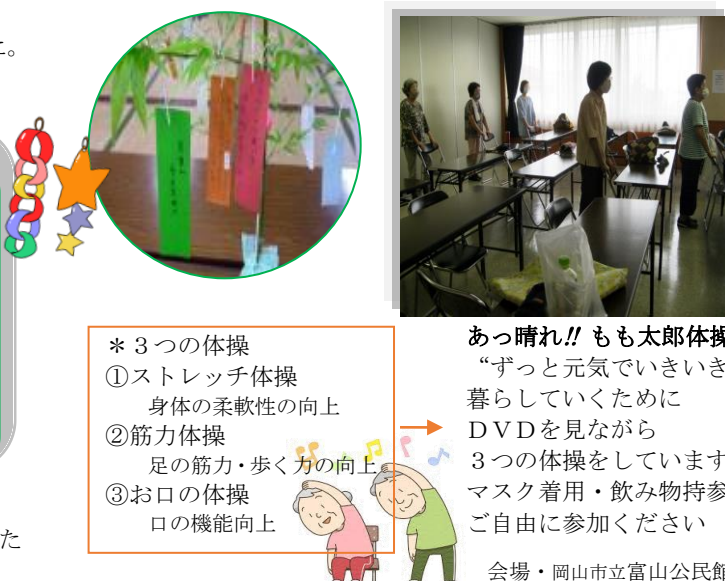 た。
＊３つの体操
①ストレッチ体操
身体の柔軟性の向上
②筋力体操
足の筋力・歩く力の向上
③お口の体操
口の機能向上
た
あっ晴れ!! もも太郎体操
“ずっと元気でいきいき
暮らしていくために
ＤＶＤを見ながら
３つの体操をしています
マスク着用・飲み物持参
ご自由に参加ください
会場・岡山市立富山公民館